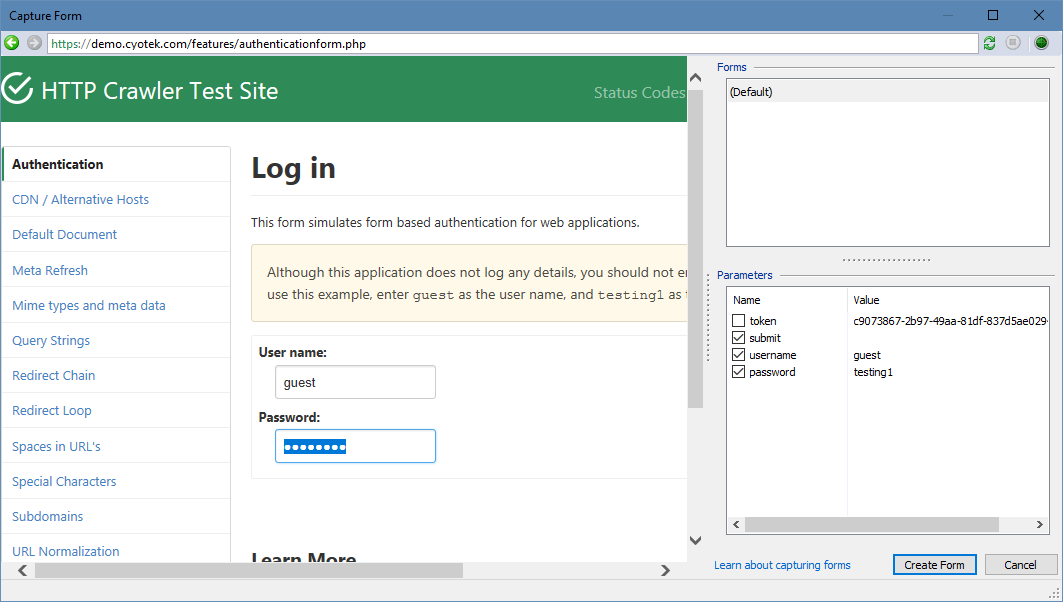 Capture Form
https://demo.cyotek.com/features/authenticationform.php
HTTP Crawler Test Site
Status Codes
Authentication
CDN / Alternative Hosts
Default Document
Meta Refresh
Mime types and meta data
Query Strings
Redirect Chain
Redirect Loop
Spaces in URL's
Special Characters
Subdomains
URL Normalization
Log in
This form simulates form based authentication for web applications.
Although this application does not log any details, you should not
use this example, enter guest as the user name, and testing1 as
User name:
guest
Password:
Learn More
Forms
(Default)
Parameters
Name Value
token c9073867-2b97-49aa-81df-837d5ae029
submit
username guest
password testing1
Learn about capturing forms
Create Form
Cancel